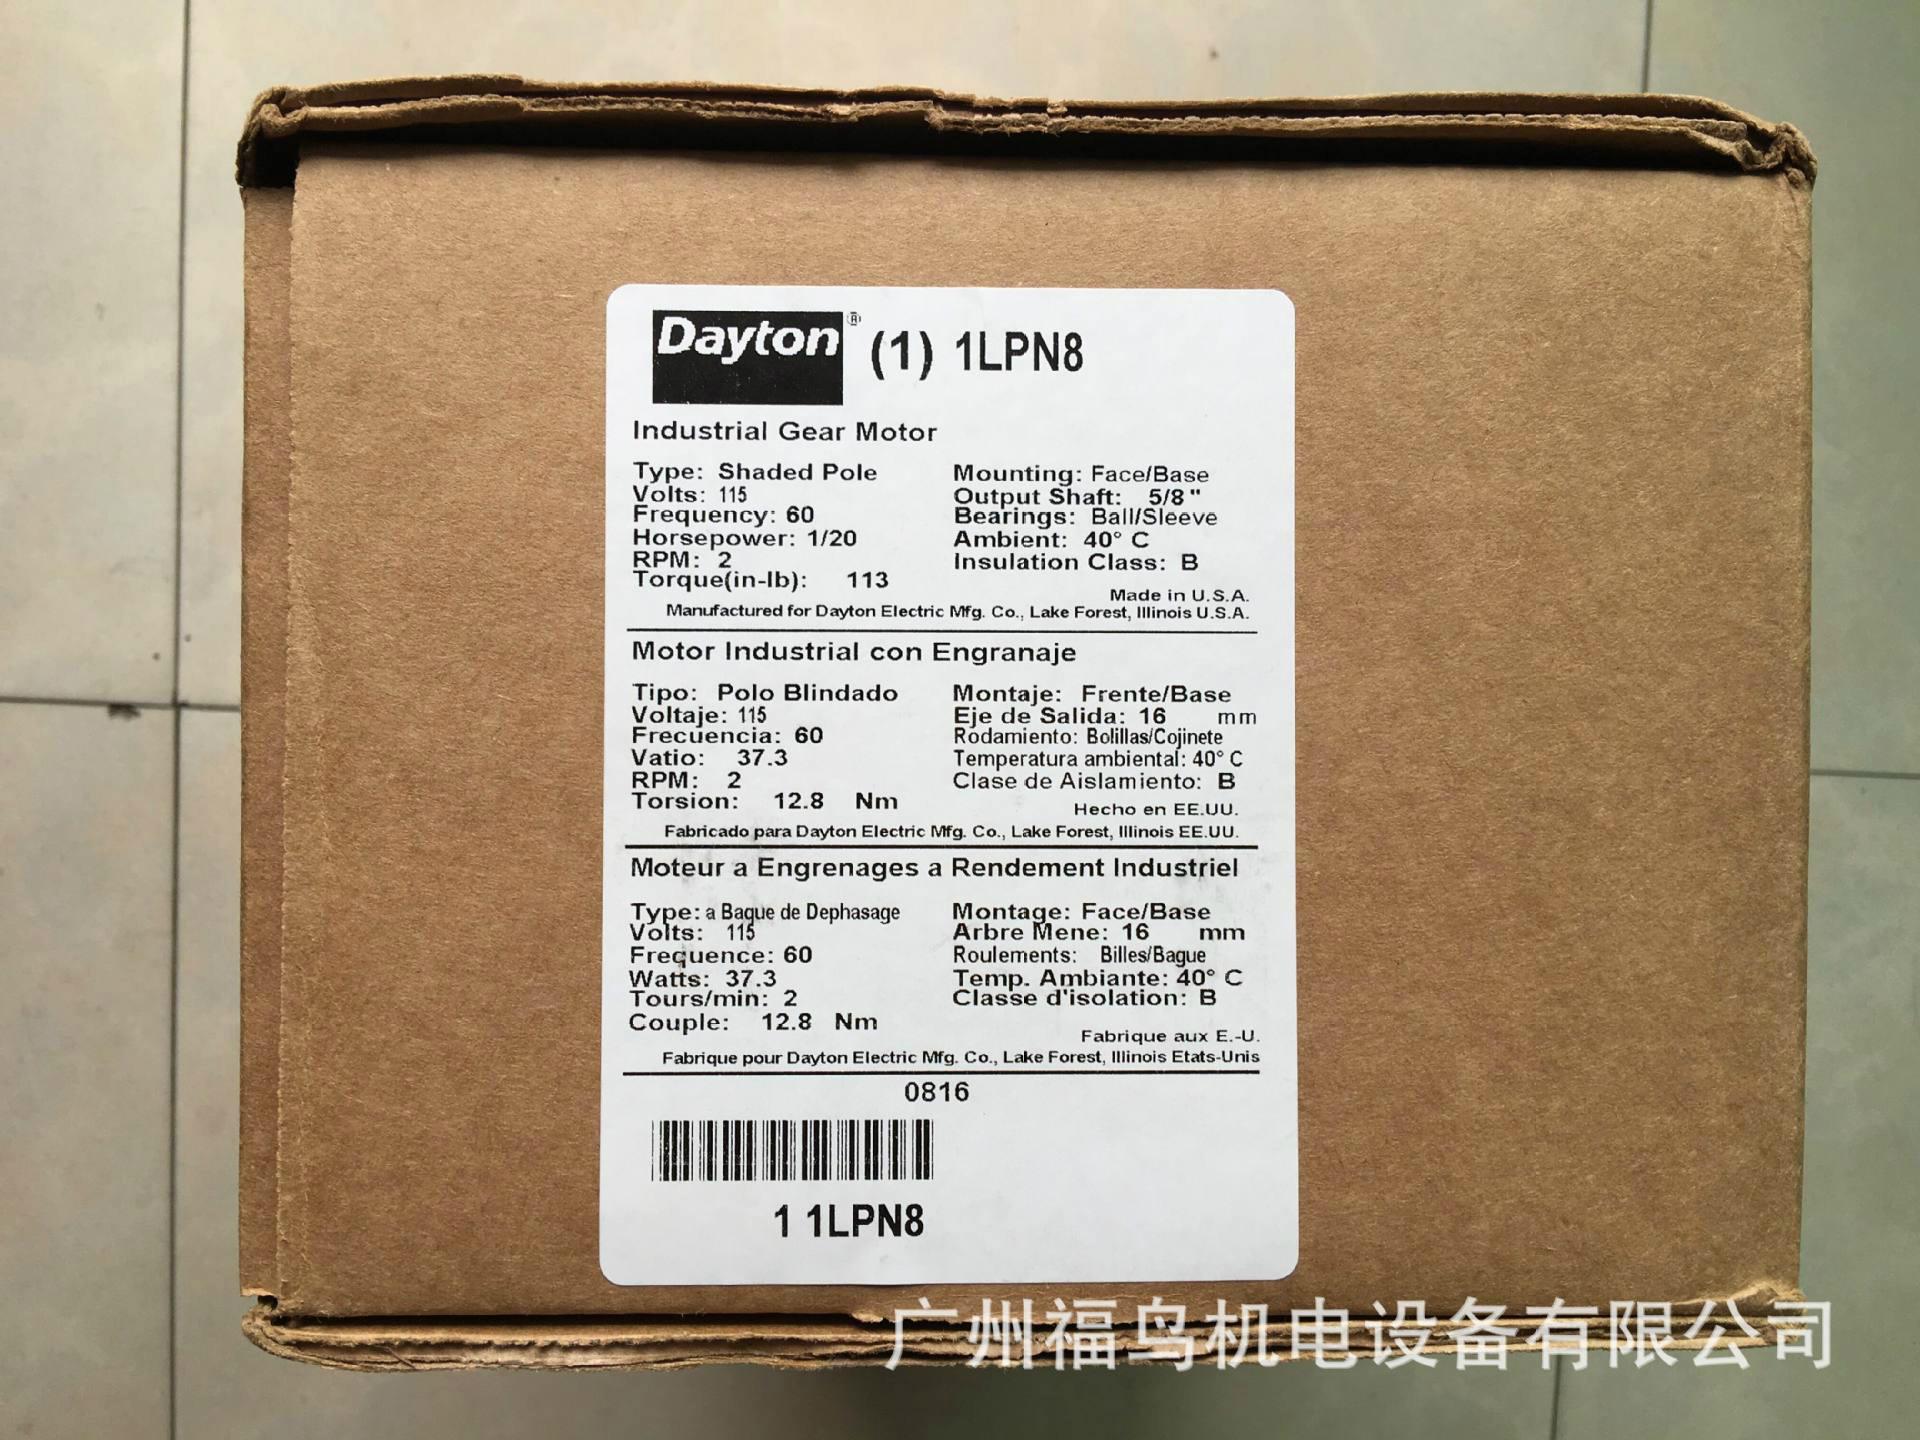 Dayton® (1) 1LPN8
Industrial Gear Motor
Type: Shaded Pole
Volts: 115
Frequency: 60
Horsepower: 1/20
RPM: 2
Torque(in-lb): 113
Mounting: Face/Base
Output Shaft: 5/8"
Bearings: Ball/Sleeve
Ambient: 40° C
Insulation Class: B
Made in U.S.A.
Manufactured for Dayton Electric Mfg. Co., Lake Forest, Illinois U.S.A.
Motor Industrial con Engranaje
Tipo: Polo Blindado
Voltaje: 115
Frecuencia: 60
Vatio: 37.3
RPM: 2
Torsion: 12.8 Nm
Montaje: Frente/Base
Eje de Salida: 16 mm
Rodamiento: Bolillas/Cojinete
Temperatura ambiental: 40° C
Clase de Aislamiento: B
Hecho en EE.UU.
Fabricado para Dayton Electric Mfg. Co., Lake Forest, Illinois EE.UU.
Moteur a Engrenages a Rendement Industriel
Type: a Bague de Dephasage
Volts: 115
Frequence: 60
Watts: 37.3
Tours/min: 2
Couple: 12.8 Nm
Montage: Face/Base
Arbre Mene: 16 mm
Roulements: Billes/Bague
Temp. Ambiante: 40° C
Classe d'isolation: B
Fabrique aux E.-U.
Fabrique pour Dayton Electric Mfg. Co., Lake Forest, Illinois Etats-Unis
0816
1 1LPN8
广州福鸟机电设备有限公司